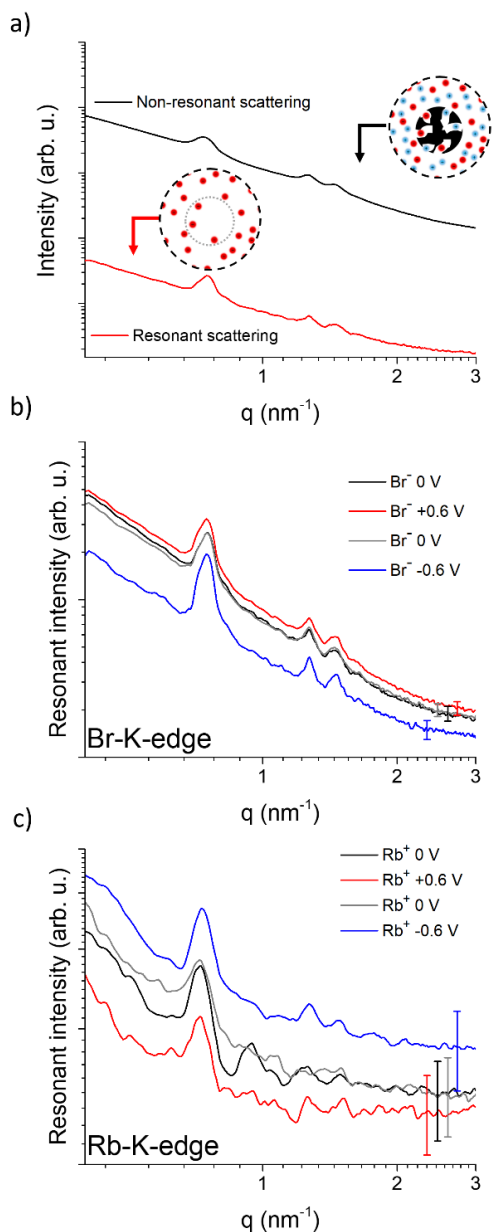 a)
Intensity (arb. u.)
Non-resonant scattering
Resonant scattering
1 2 3
q (nm⁻¹)
b)
Resonant intensity (arb. u.)
Br⁻ 0 V
Br⁻ +0.6 V
Br⁻ 0 V
Br⁻ -0.6 V
Br-K-edge
1 2 3
q (nm⁻¹)
c)
Resonant intensity (arb. u.)
Rb⁺ 0 V
Rb⁺ +0.6 V
Rb⁺ 0 V
Rb⁺ -0.6 V
Rb-K-edge
1 2 3
q (nm⁻¹)